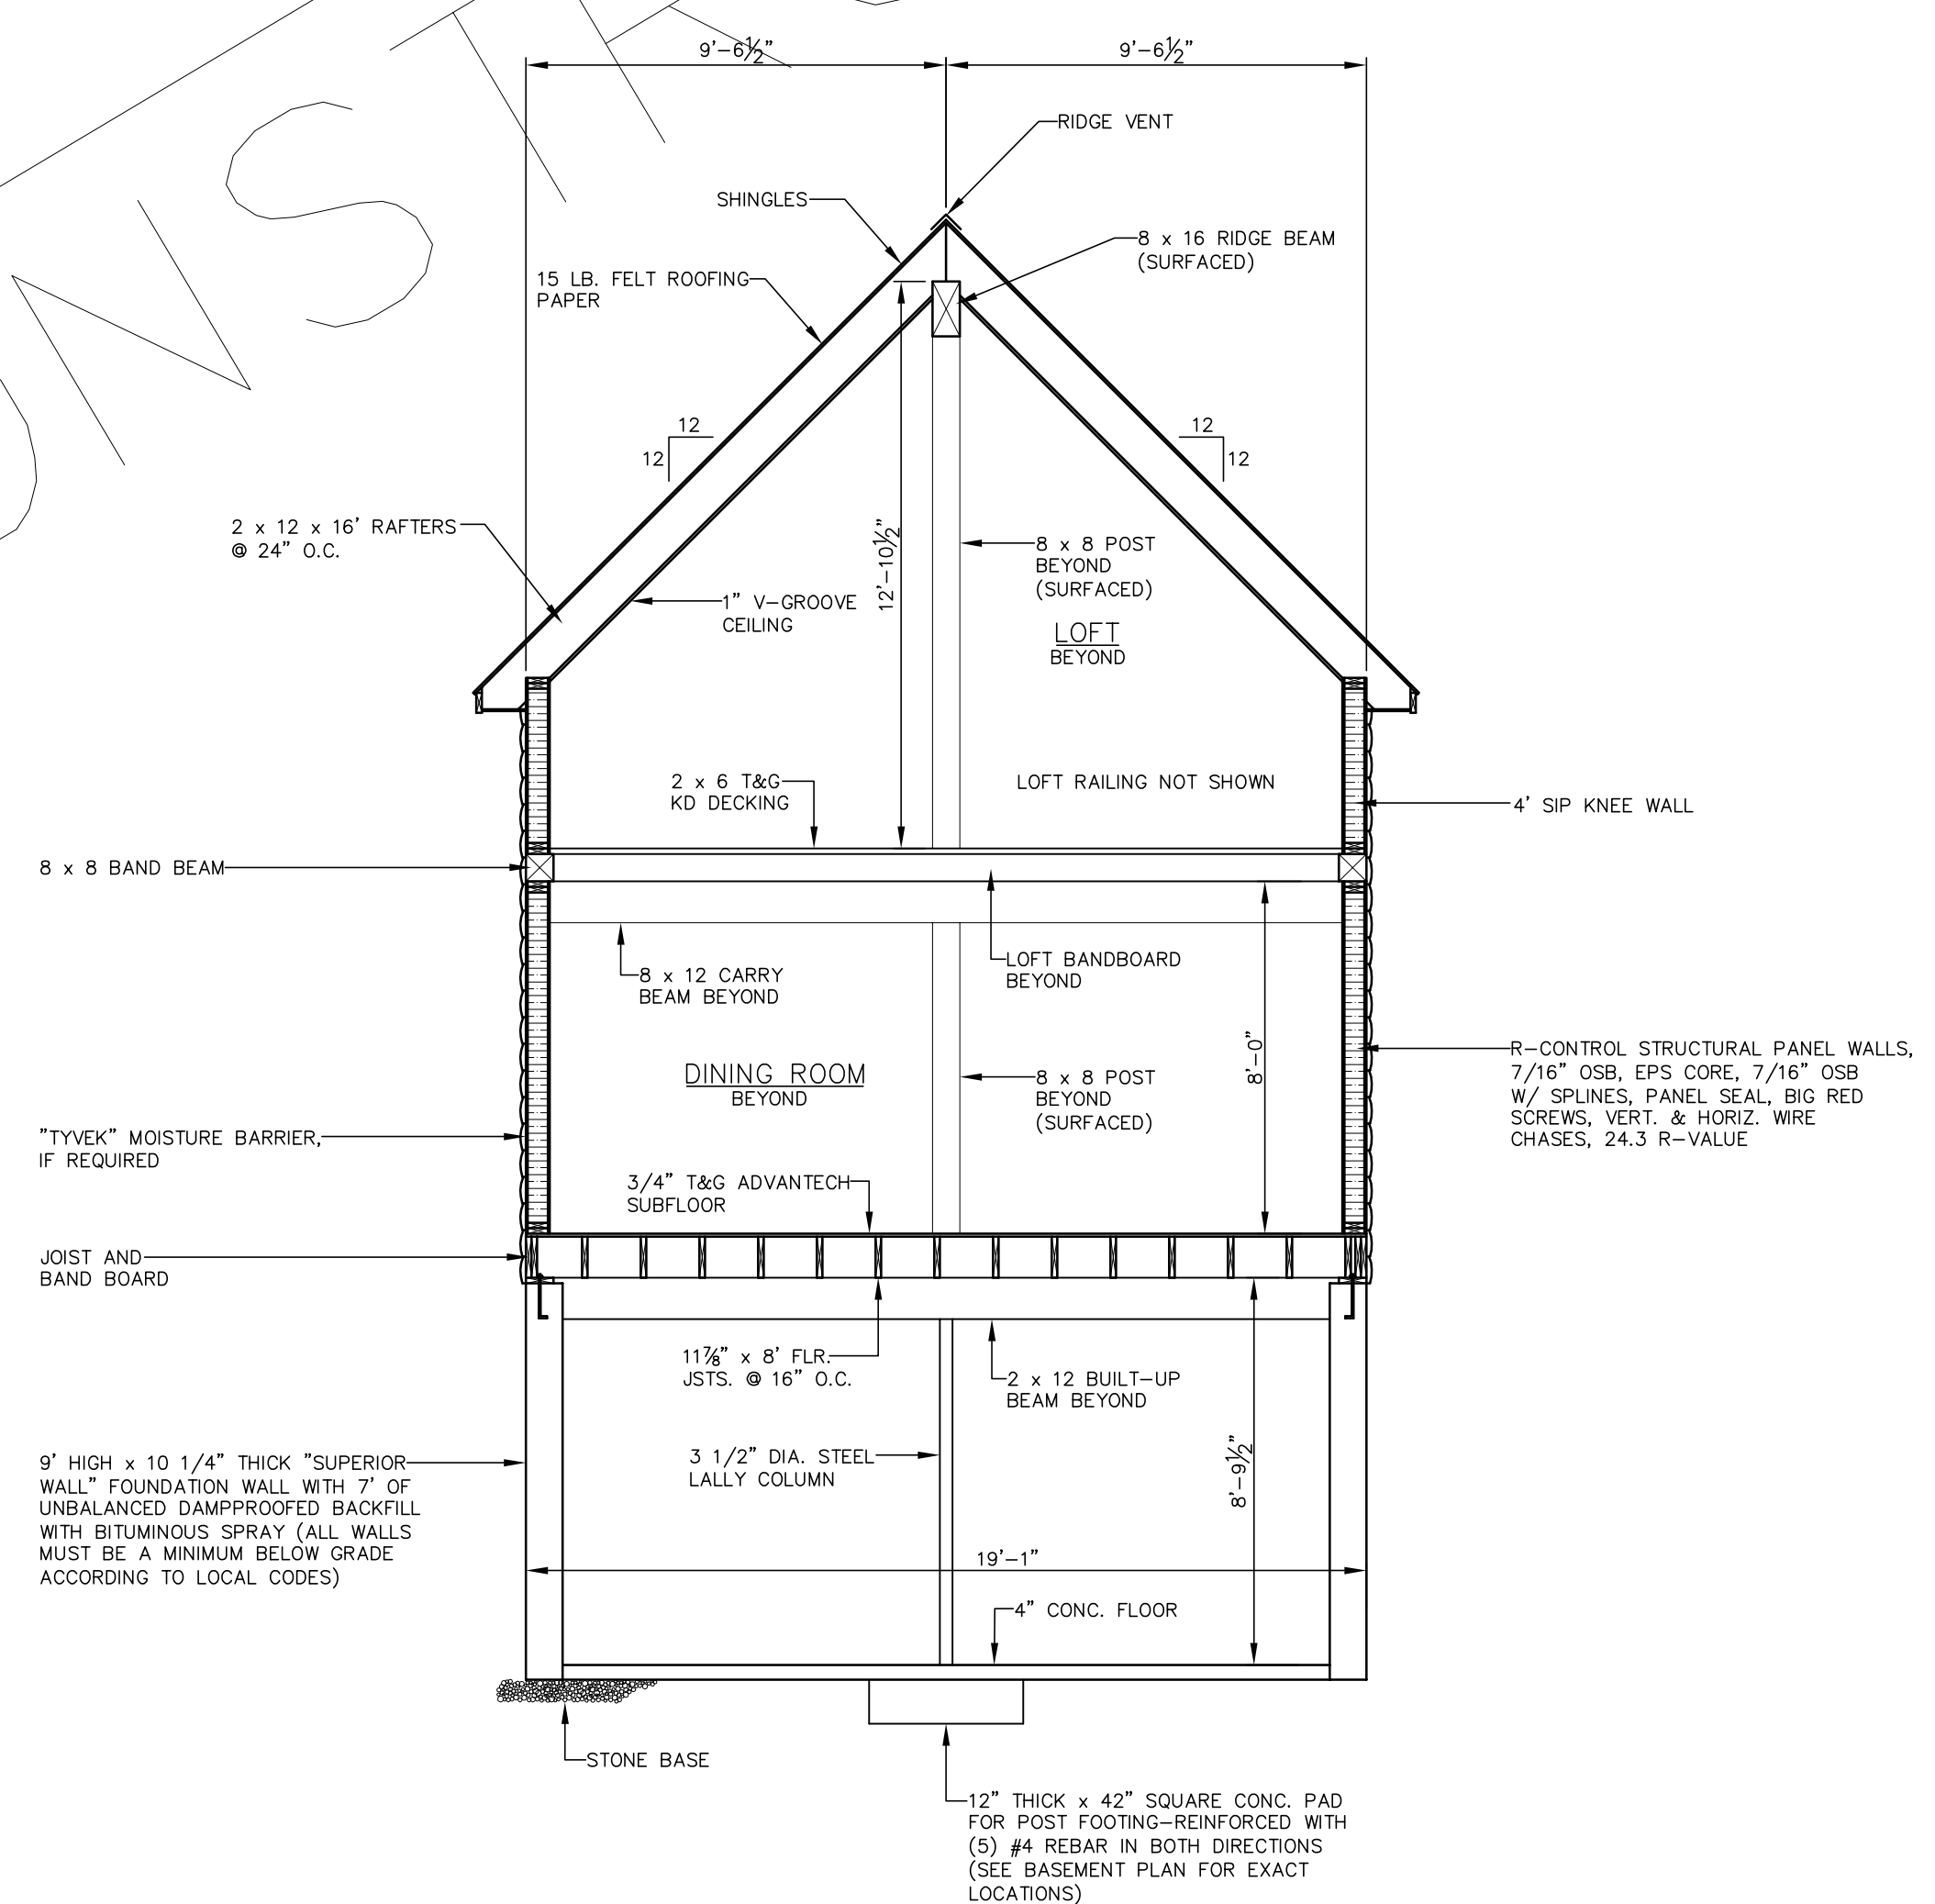 9'-6½"
9'-6½"
RIDGE VENT
SHINGLES
8 x 16 RIDGE BEAM
(SURFACED)
15 LB. FELT ROOFING
PAPER
12
12
12
12
2 x 12 x 16' RAFTERS
@ 24" O.C.
12'-10½"
8 x 8 POST
BEYOND
(SURFACED)
1" V-GROOVE
CEILING
LOFT
BEYOND
2 x 6 T&G
KD DECKING
LOFT RAILING NOT SHOWN
4' SIP KNEE WALL
8 x 8 BAND BEAM
8 x 12 CARRY
BEAM BEYOND
LOFT BANDBOARD
BEYOND
8'-0"
DINING ROOM
BEYOND
8 x 8 POST
BEYOND
(SURFACED)
R-CONTROL STRUCTURAL PANEL WALLS,
7/16" OSB, EPS CORE, 7/16" OSB
W/ SPLINES, PANEL SEAL, BIG RED
SCREWS, VERT. & HORIZ. WIRE
CHASES, 24.3 R-VALUE
"TYVEK" MOISTURE BARRIER,
IF REQUIRED
3/4" T&G ADVANTECH
SUBFLOOR
JOIST AND
BAND BOARD
11⅞" x 8' FLR.
JSTS. @ 16" O.C.
2 x 12 BUILT-UP
BEAM BEYOND
3 1/2" DIA. STEEL
LALLY COLUMN
8'-9½"
9' HIGH x 10 1/4" THICK "SUPERIOR
WALL" FOUNDATION WALL WITH 7' OF
UNBALANCED DAMPPROOFED BACKFILL
WITH BITUMINOUS SPRAY (ALL WALLS
MUST BE A MINIMUM BELOW GRADE
ACCORDING TO LOCAL CODES)
19'-1"
4" CONC. FLOOR
STONE BASE
12" THICK x 42" SQUARE CONC. PAD
FOR POST FOOTING-REINFORCED WITH
(5) #4 REBAR IN BOTH DIRECTIONS
(SEE BASEMENT PLAN FOR EXACT
LOCATIONS)